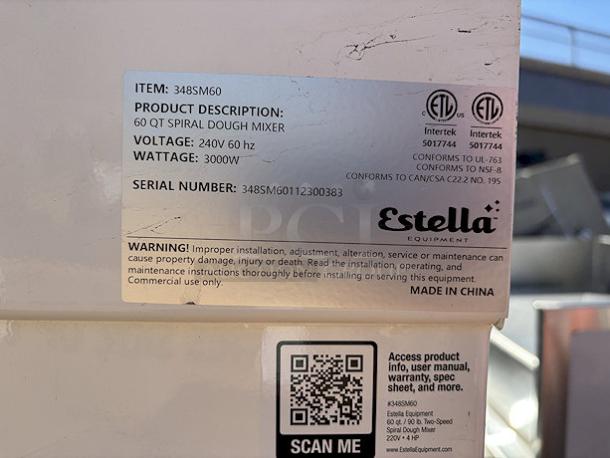 ITEM: 348SM60
PRODUCT DESCRIPTION:
60 QT SPIRAL DOUGH MIXER
VOLTAGE: 240V 60 hz
WATTAGE: 3000W
SERIAL NUMBER: 348SM60112300383
ETL ETL
C US
Intertek Intertek
5017744 5017744
CONFORMS TO UL-763
CONFORMS TO NSF-8
CONFORMS TO CAN/CSA C22.2 NO. 195
PCI
Estella
EQUIPMENT
WARNING! Improper installation, adjustment, alteration, service or maintenance can
cause property damage, injury or death. Read the installation, operating, and
maintenance instructions thoroughly before installing or serving this equipment.
Commercial use only.
MADE IN CHINA
SCAN ME
Access product
info, user manual,
warranty, spec
sheet, and more.
#348SM60
Estella Equipment
60 qt. / 90 lb. Two-Speed
Spiral Dough Mixer
220V • 4 HP
www.EstellaEquipment.com